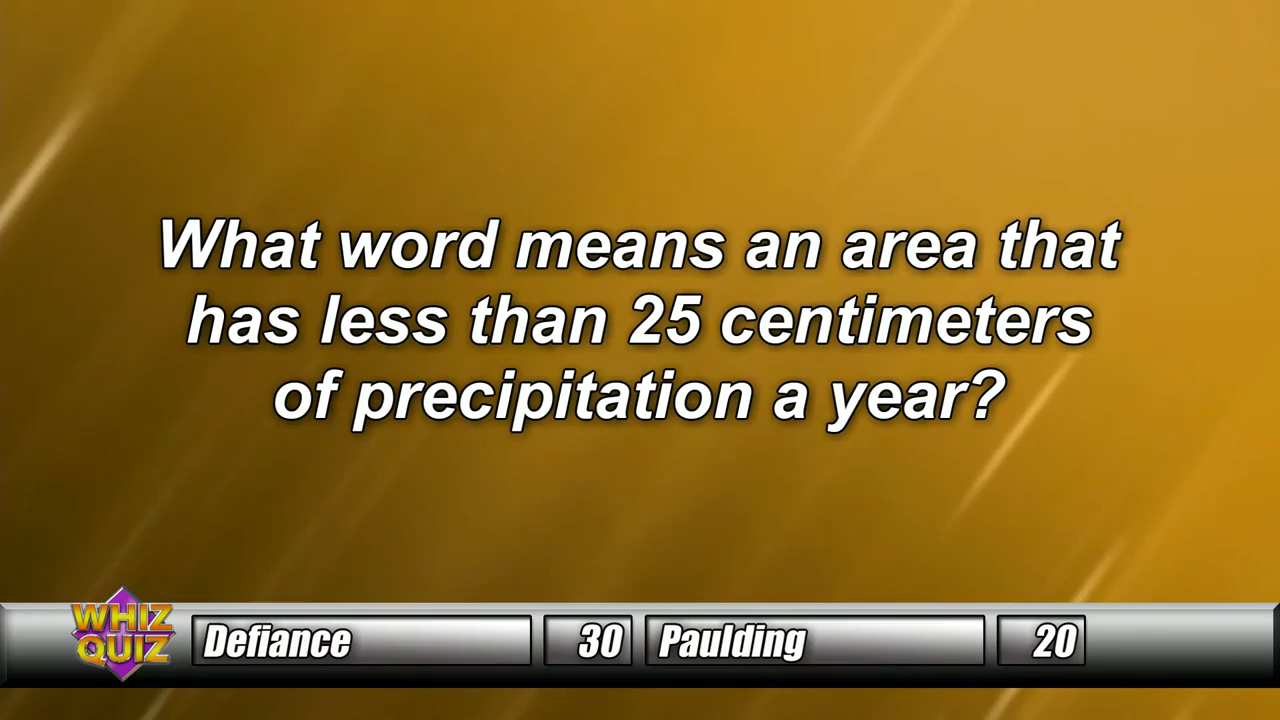 What word means an area that
has less than 25 centimeters
of precipitation a year?
WHIZ
QUIZ
Defiance 30 Paulding 20